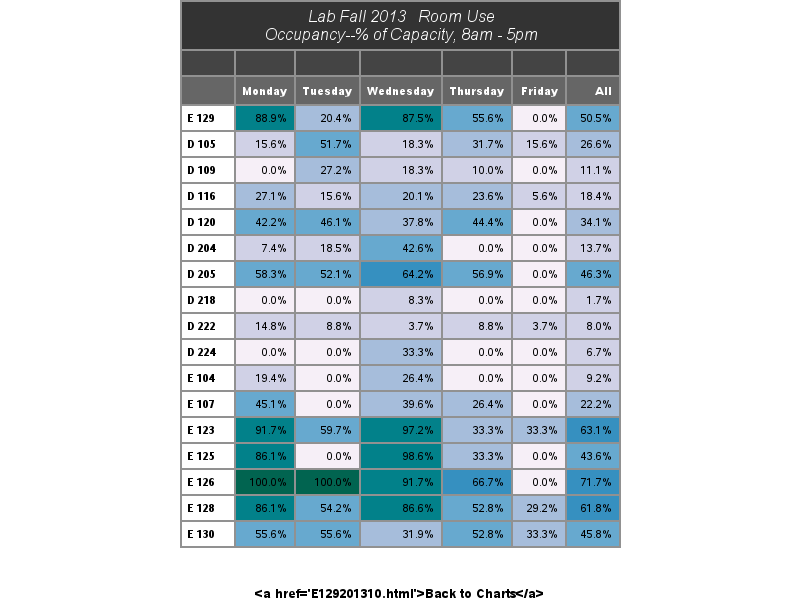 Lab Fall 2013 Room Use
Occupancy--% of Capacity, 8am - 5pm
Monday Tuesday Wednesday Thursday Friday All
E 129 88.9% 20.4% 87.5% 55.6% 0.0% 50.5%
D 105 15.6% 51.7% 18.3% 31.7% 15.6% 26.6%
D 109 0.0% 27.2% 18.3% 10.0% 0.0% 11.1%
D 116 27.1% 15.6% 20.1% 23.6% 5.6% 18.4%
D 120 42.2% 46.1% 37.8% 44.4% 0.0% 34.1%
D 204 7.4% 18.5% 42.6% 0.0% 0.0% 13.7%
D 205 58.3% 52.1% 64.2% 56.9% 0.0% 46.3%
D 218 0.0% 0.0% 8.3% 0.0% 0.0% 1.7%
D 222 14.8% 8.8% 3.7% 8.8% 3.7% 8.0%
D 224 0.0% 0.0% 33.3% 0.0% 0.0% 6.7%
E 104 19.4% 0.0% 26.4% 0.0% 0.0% 9.2%
E 107 45.1% 0.0% 39.6% 26.4% 0.0% 22.2%
E 123 91.7% 59.7% 97.2% 33.3% 33.3% 63.1%
E 125 86.1% 0.0% 98.6% 33.3% 0.0% 43.6%
E 126 100.0% 100.0% 91.7% 66.7% 0.0% 71.7%
E 128 86.1% 54.2% 86.6% 52.8% 29.2% 61.8%
E 130 55.6% 55.6% 31.9% 52.8% 33.3% 45.8%
<a href='E129201310.html'>Back to Charts</a>